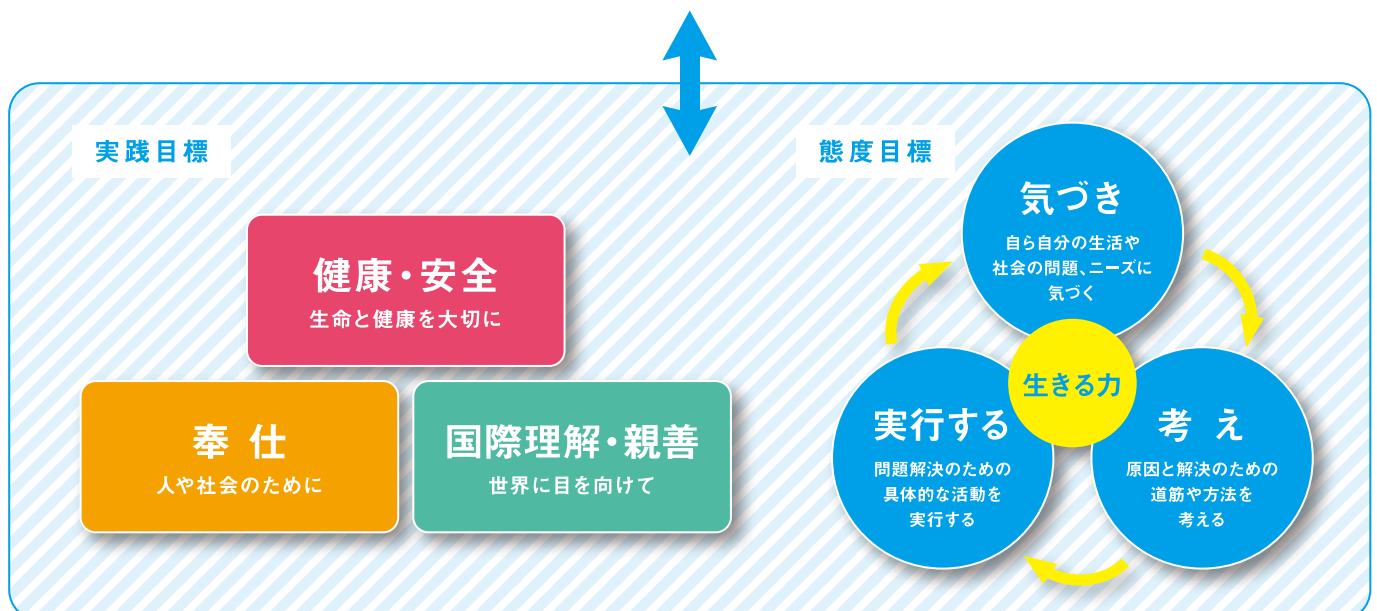 実践目標
健康・安全
生命と健康を大切に
奉 仕
人や社会のために
国際理解・親善
世界に目を向けて
態度目標
気づき
自ら自分の生活や
社会の問題、ニーズに
気づく
生きる力
考 え
原因と解決のための
道筋や方法を
考える
実行する
問題解決のための
具体的な活動を
実行する